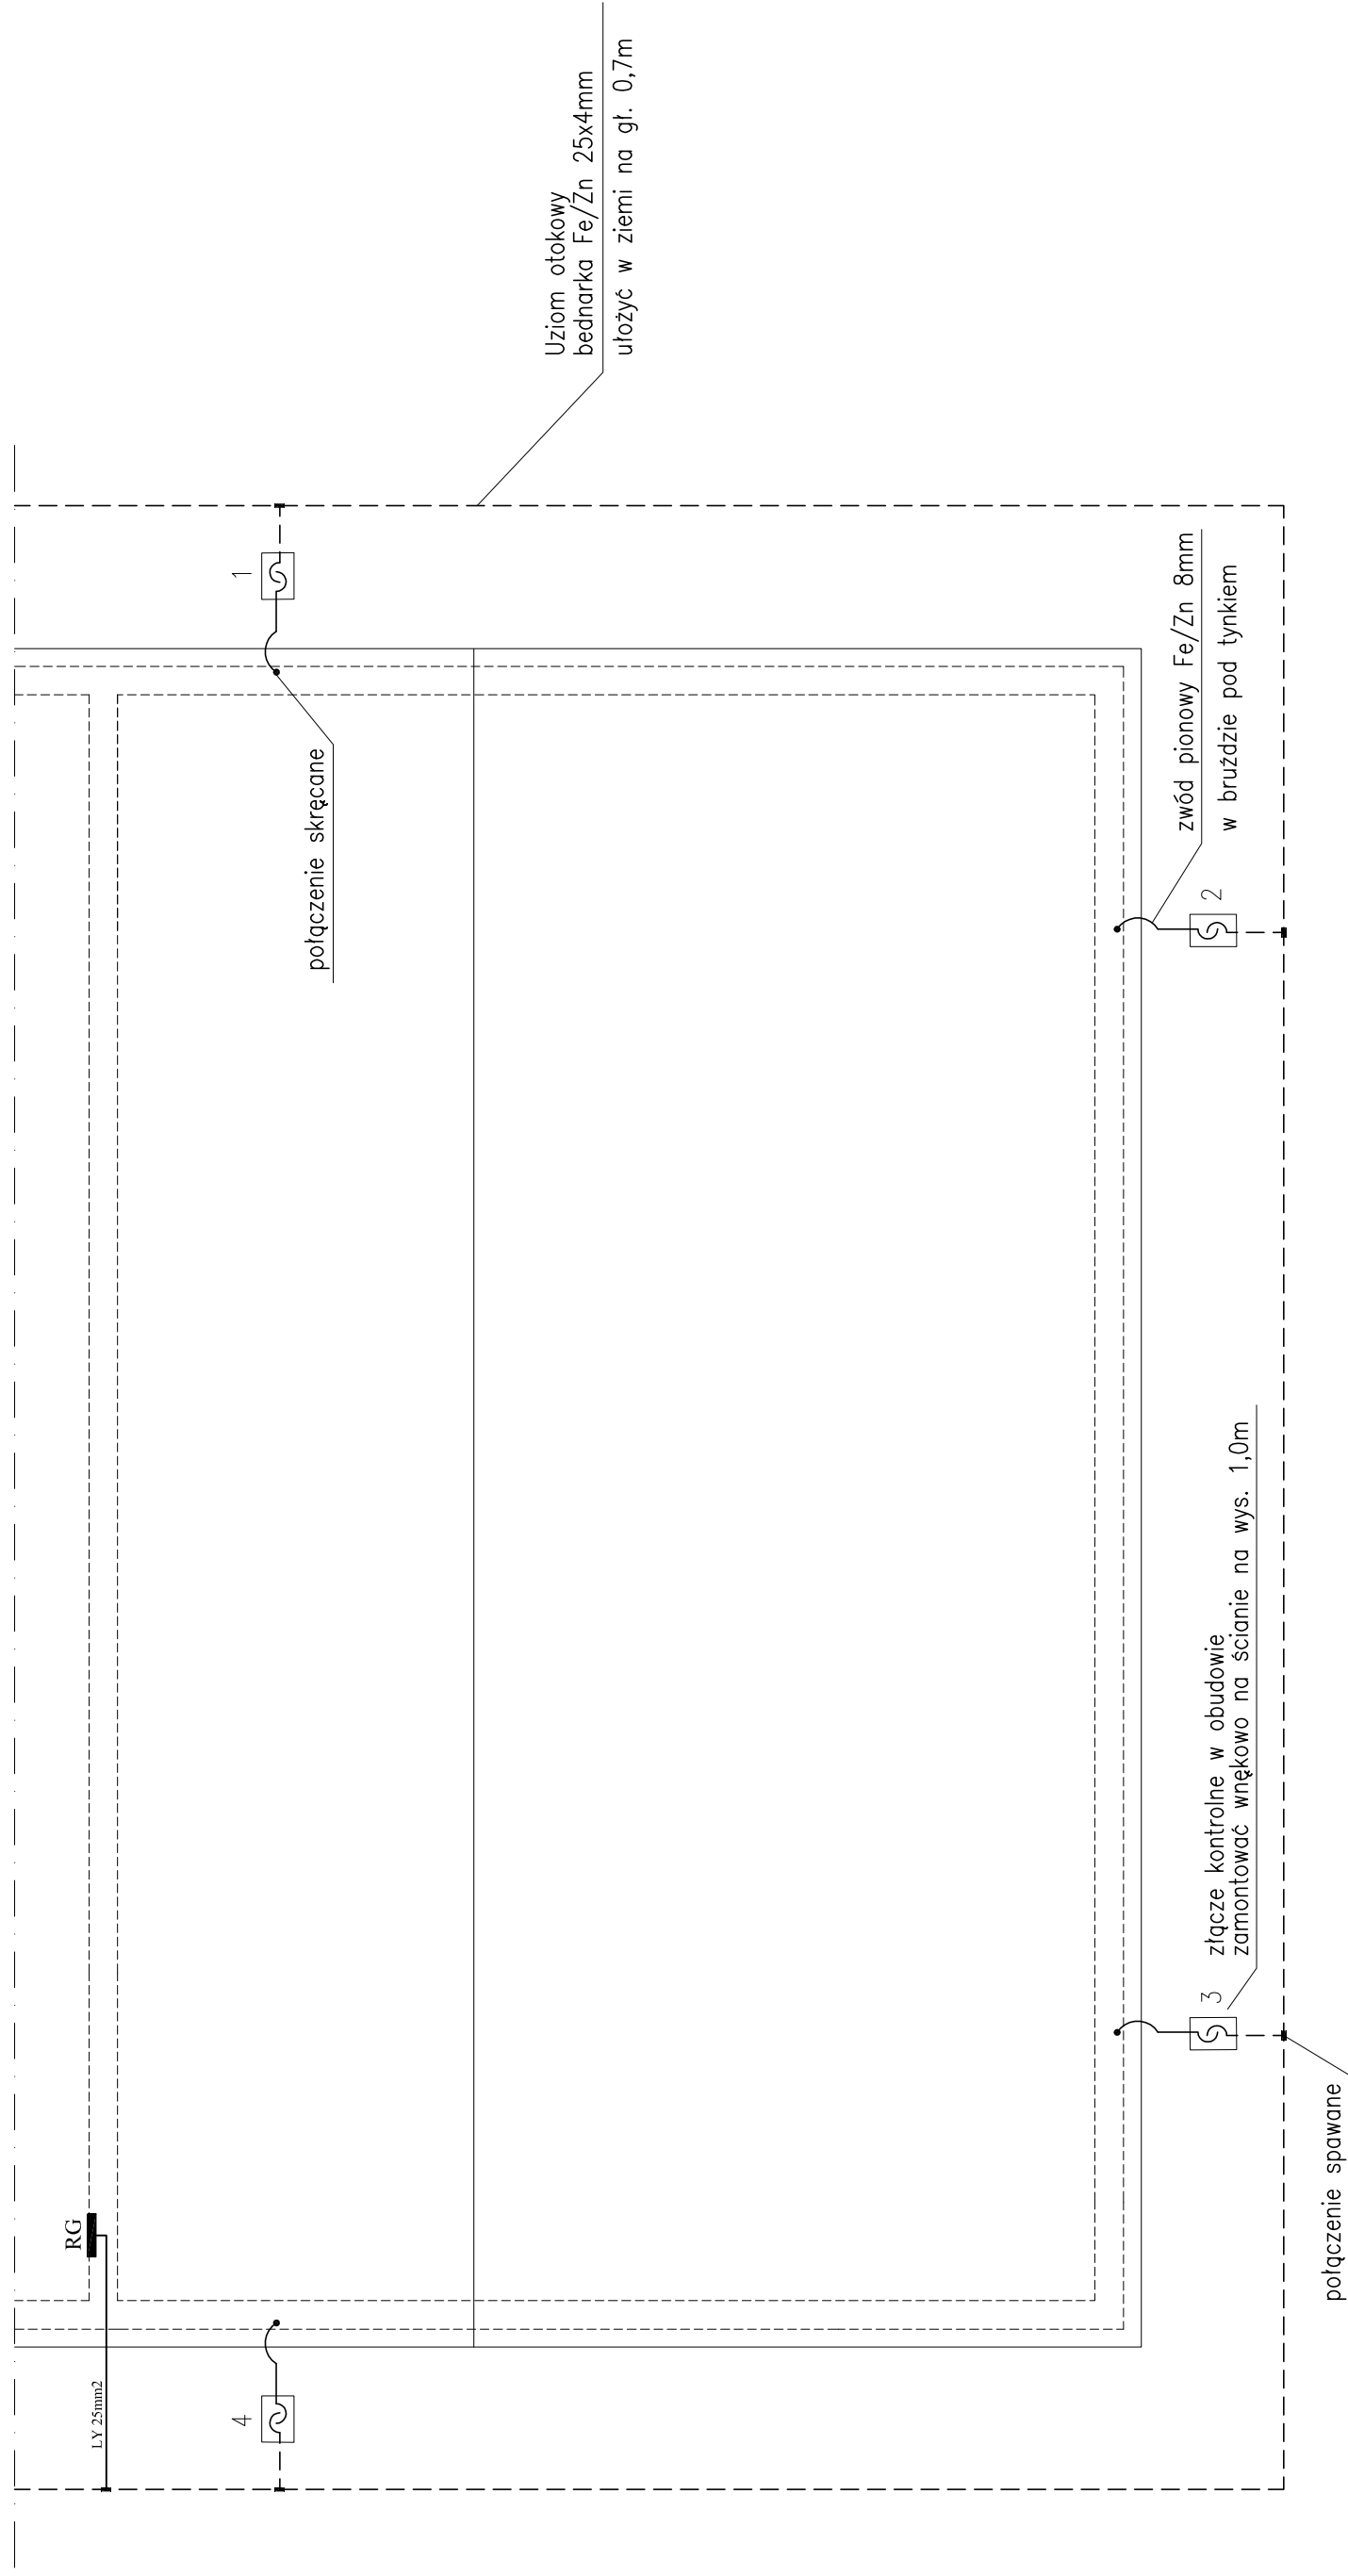 Uziom otokowy
bednarka Fe/Zn 25x4mm
ułożyć w ziemi na gł. 0,7m
1
połączenie skręcane
zwód pionowy Fe/Zn 8mm
w bruździe pod tynkiem
2
złącze kontrolne w obudowie
zamontować wnękowo na ścianie na wys. 1,0m
3
połączenie spawane
RG
LY 25mm2
4